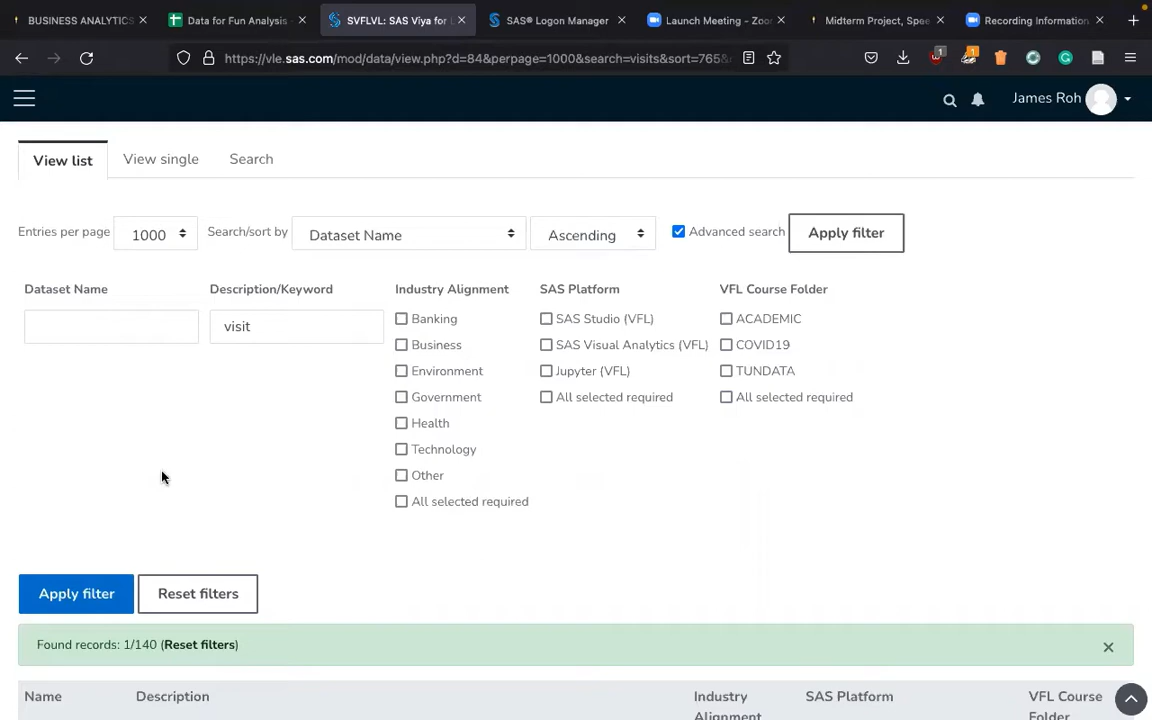 BUSINESS ANALYTICS
Data for Fun Analysis -
SVFLVL: SAS Viya for
SAS® Logon Manager
Launch Meeting - Zoo
Midterm Project, Spee
Recording Information
https://vle.sas.com/mod/data/view.php?d=84&perpage=1000&search=visits&sort=765&
1
1
James Roh
View list
View single
Search
Entries per page
1000
Search/sort by
Dataset Name
Ascending
Advanced search
Apply filter
Dataset Name
Description/Keyword
Industry Alignment
SAS Platform
VFL Course Folder
visit
Banking
SAS Studio (VFL)
ACADEMIC
Business
SAS Visual Analytics (VFL)
COVID19
Environment
Jupyter (VFL)
TUNDATA
Government
All selected required
All selected required
Health
Technology
Other
All selected required
Apply filter
Reset filters
Found records: 1/140 (Reset filters)
Name
Description
Industry
Alignment
SAS Platform
VFL Course
Folder